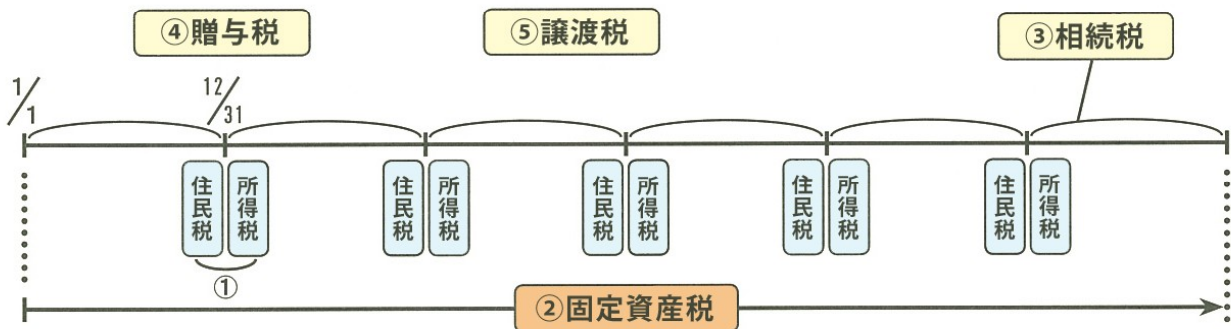 ④贈与税
⑤譲渡税
③相続税
1/1
12/31
住民税
所得税
住民税
所得税
住民税
所得税
住民税
所得税
住民税
所得税
①
②固定資産税